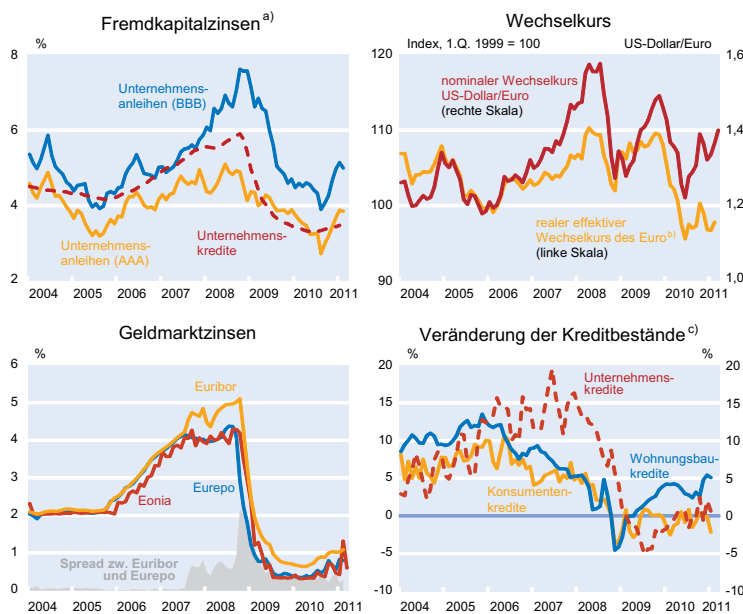 Fremdkapitalzinsen a)
%
8
6
4
2
Unternehmens-
anleihen (BBB)
Unternehmens-
anleihen (AAA)
Unternehmens-
kredite
2004 2005 2006 2007 2008 2009 2010 2011
Wechselkurs
Index, 1.Q. 1999 = 100 US-Dollar/Euro
120
110
100
90
1,6
1,4
1,2
1,0
nominaler Wechselkurs
US-Dollar/Euro
(rechte Skala)
realer effektiver
Wechselkurs des Euro b)
(linke Skala)
2004 2005 2006 2007 2008 2009 2010 2011
Geldmarktzinsen
%
6
5
4
3
2
1
0
Euribor
Eurepo
Eonia
Spread zw. Euribor
und Eurepo
2004 2005 2006 2007 2008 2009 2010 2011
Veränderung der Kreditbestände c)
% %
20
15
10
5
0
-5
-10
20
15
10
5
0
-5
-10
Unternehmens-
kredite
Wohnungsbau-
kredite
Konsumenten-
kredite
2004 2005 2006 2007 2008 2009 2010 2011